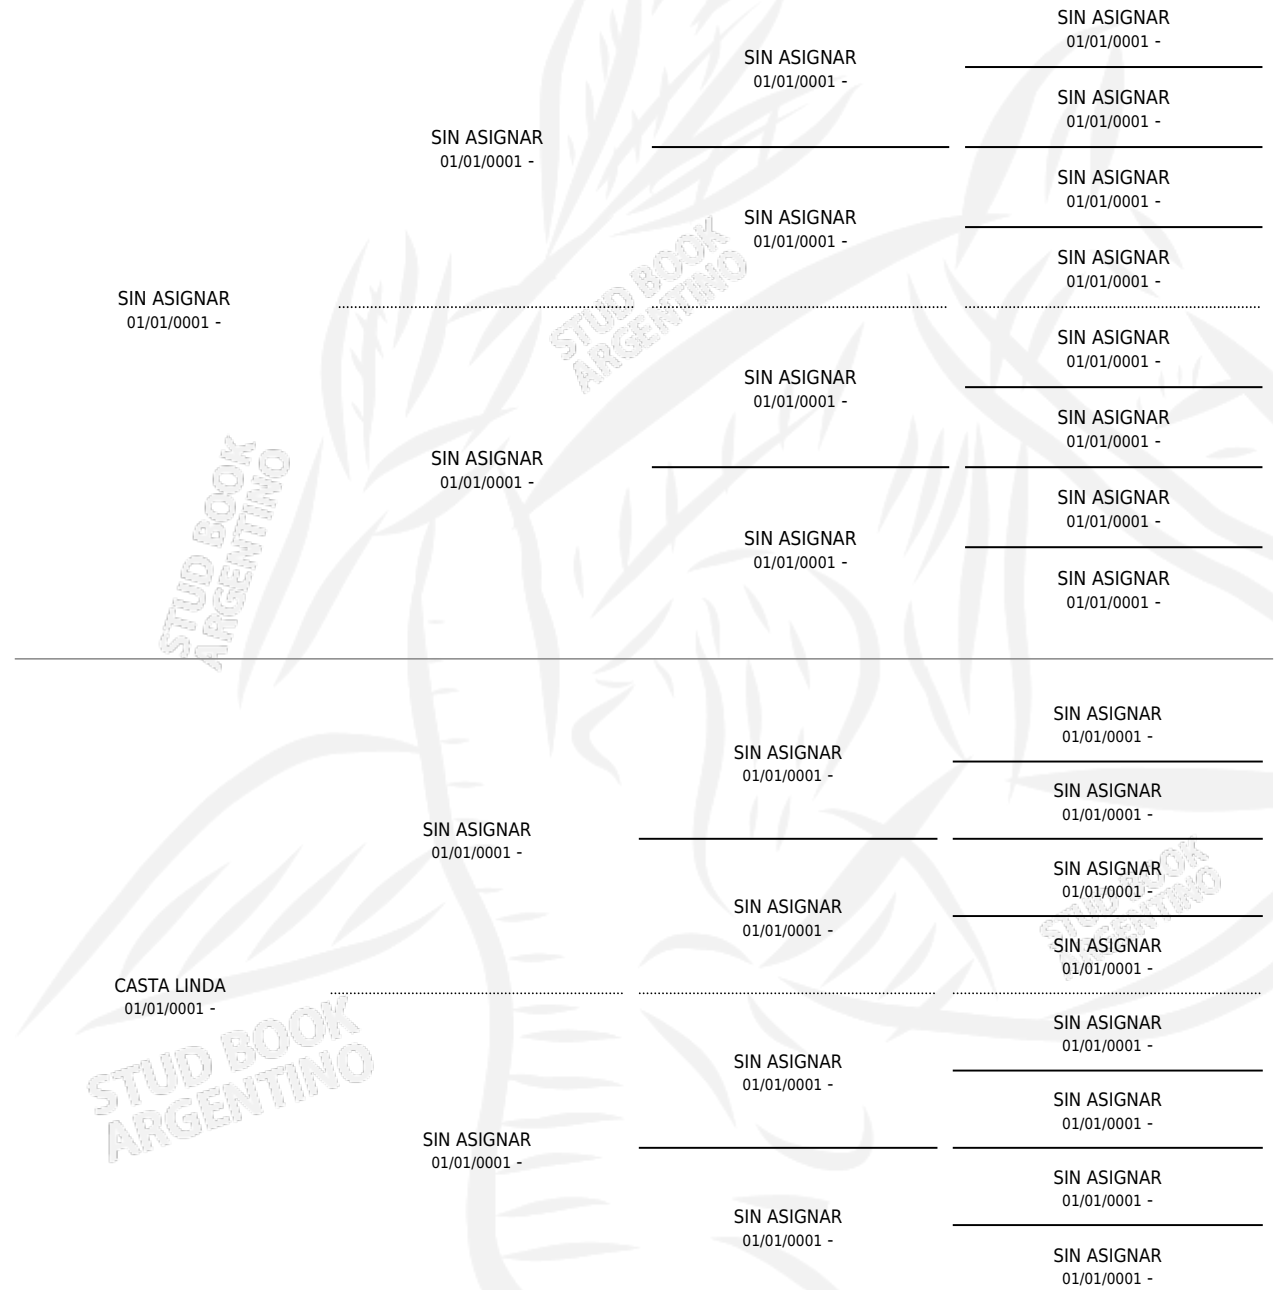 SIN ASIGNAR
01/01/0001 -
SIN ASIGNAR
01/01/0001 -
SIN ASIGNAR
01/01/0001 -
SIN ASIGNAR
01/01/0001 -
SIN ASIGNAR
01/01/0001 -
SIN ASIGNAR
01/01/0001 -
SIN ASIGNAR
01/01/0001 -
SIN ASIGNAR
01/01/0001 -
SIN ASIGNAR
01/01/0001 -
SIN ASIGNAR
01/01/0001 -
SIN ASIGNAR
01/01/0001 -
SIN ASIGNAR
01/01/0001 -
SIN ASIGNAR
01/01/0001 -
SIN ASIGNAR
01/01/0001 -
SIN ASIGNAR
01/01/0001 -
STUD BOOK
ARGENTINO
STUD BOOK
ARGENTINO
SIN ASIGNAR
01/01/0001 -
SIN ASIGNAR
01/01/0001 -
SIN ASIGNAR
01/01/0001 -
SIN ASIGNAR
01/01/0001 -
SIN ASIGNAR
01/01/0001 -
SIN ASIGNAR
01/01/0001 -
SIN ASIGNAR
01/01/0001 -
CASTA LINDA
01/01/0001 -
SIN ASIGNAR
01/01/0001 -
SIN ASIGNAR
01/01/0001 -
SIN ASIGNAR
01/01/0001 -
SIN ASIGNAR
01/01/0001 -
SIN ASIGNAR
01/01/0001 -
SIN ASIGNAR
01/01/0001 -
SIN ASIGNAR
01/01/0001 -
STUD BOOK
ARGENTINO
STUD BOOK
ARGENTINO